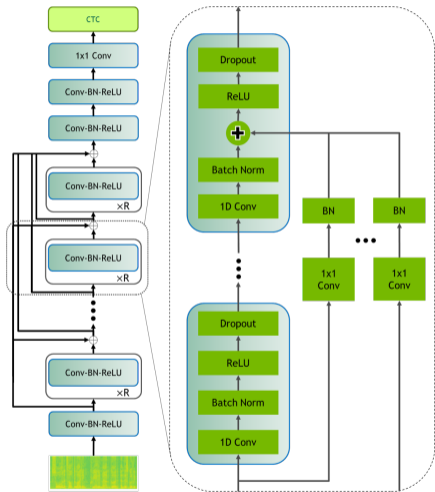 CTC
1x1 Conv
Conv-BN-ReLU
Conv-BN-ReLU
Conv-BN-ReLU
×R
Conv-BN-ReLU
×R
Conv-BN-ReLU
×R
Conv-BN-ReLU
Dropout
ReLU
Batch Norm
1D Conv
Dropout
ReLU
Batch Norm
1D Conv
BN
BN
1x1
Conv
1x1
Conv